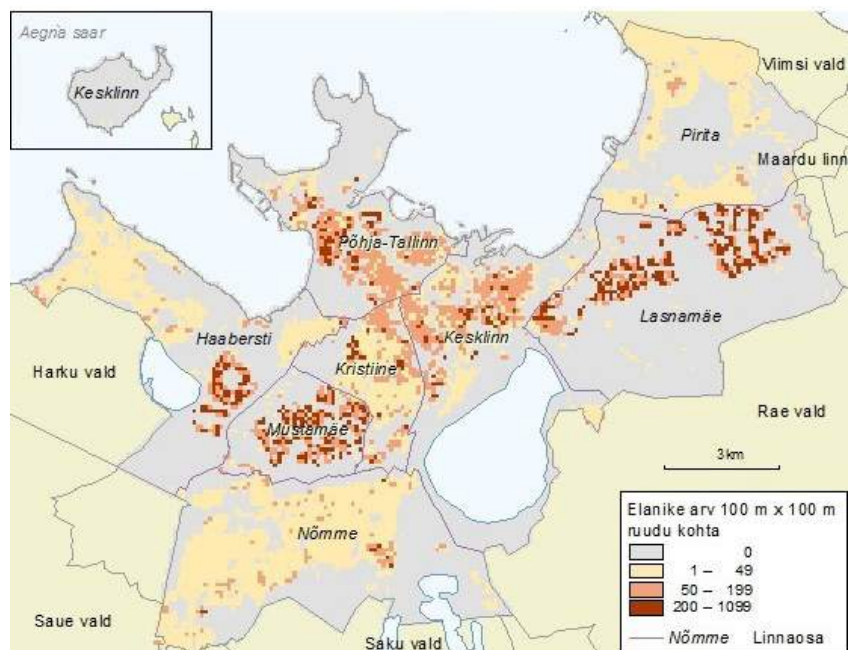 Aegna saar
Kesklinn
Viimsi vald
Pirita
Maardu linn
Põhja-Tallinn
Lasnamäe
Haabersti
Kesklinn
Harku vald
Kristiine
Rae vald
Mustamäe
3km
Nõmme
Saue vald
Saku vald
Elanike arv 100 m x 100 m
ruudu kohta
0
1 – 49
50 – 199
200 – 1099
Nõmme Linnaosa